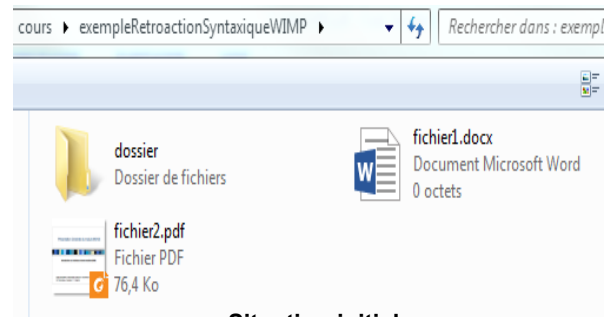 cours ▸ exempleRetroactionSyntaxiqueWIMP ▸
Rechercher dans : exempl
dossier
Dossier de fichiers
fichier1.docx
Document Microsoft Word
0 octets
fichier2.pdf
Fichier PDF
76,4 Ko